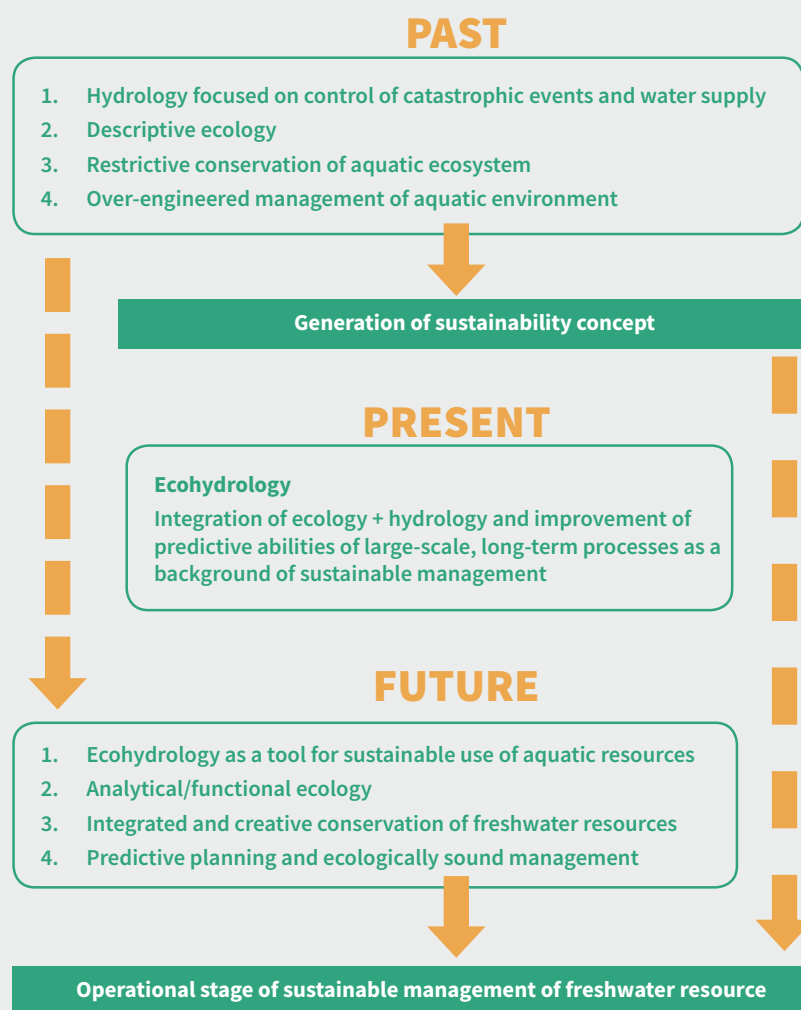 PAST
1. Hydrology focused on control of catastrophic events and water supply
2. Descriptive ecology
3. Restrictive conservation of aquatic ecosystem
4. Over-engineered management of aquatic environment
Generation of sustainability concept
PRESENT
Ecohydrology
Integration of ecology + hydrology and improvement of
predictive abilities of large-scale, long-term processes as a
background of sustainable management
FUTURE
1. Ecohydrology as a tool for sustainable use of aquatic resources
2. Analytical/functional ecology
3. Integrated and creative conservation of freshwater resources
4. Predictive planning and ecologically sound management
Operational stage of sustainable management of freshwater resource